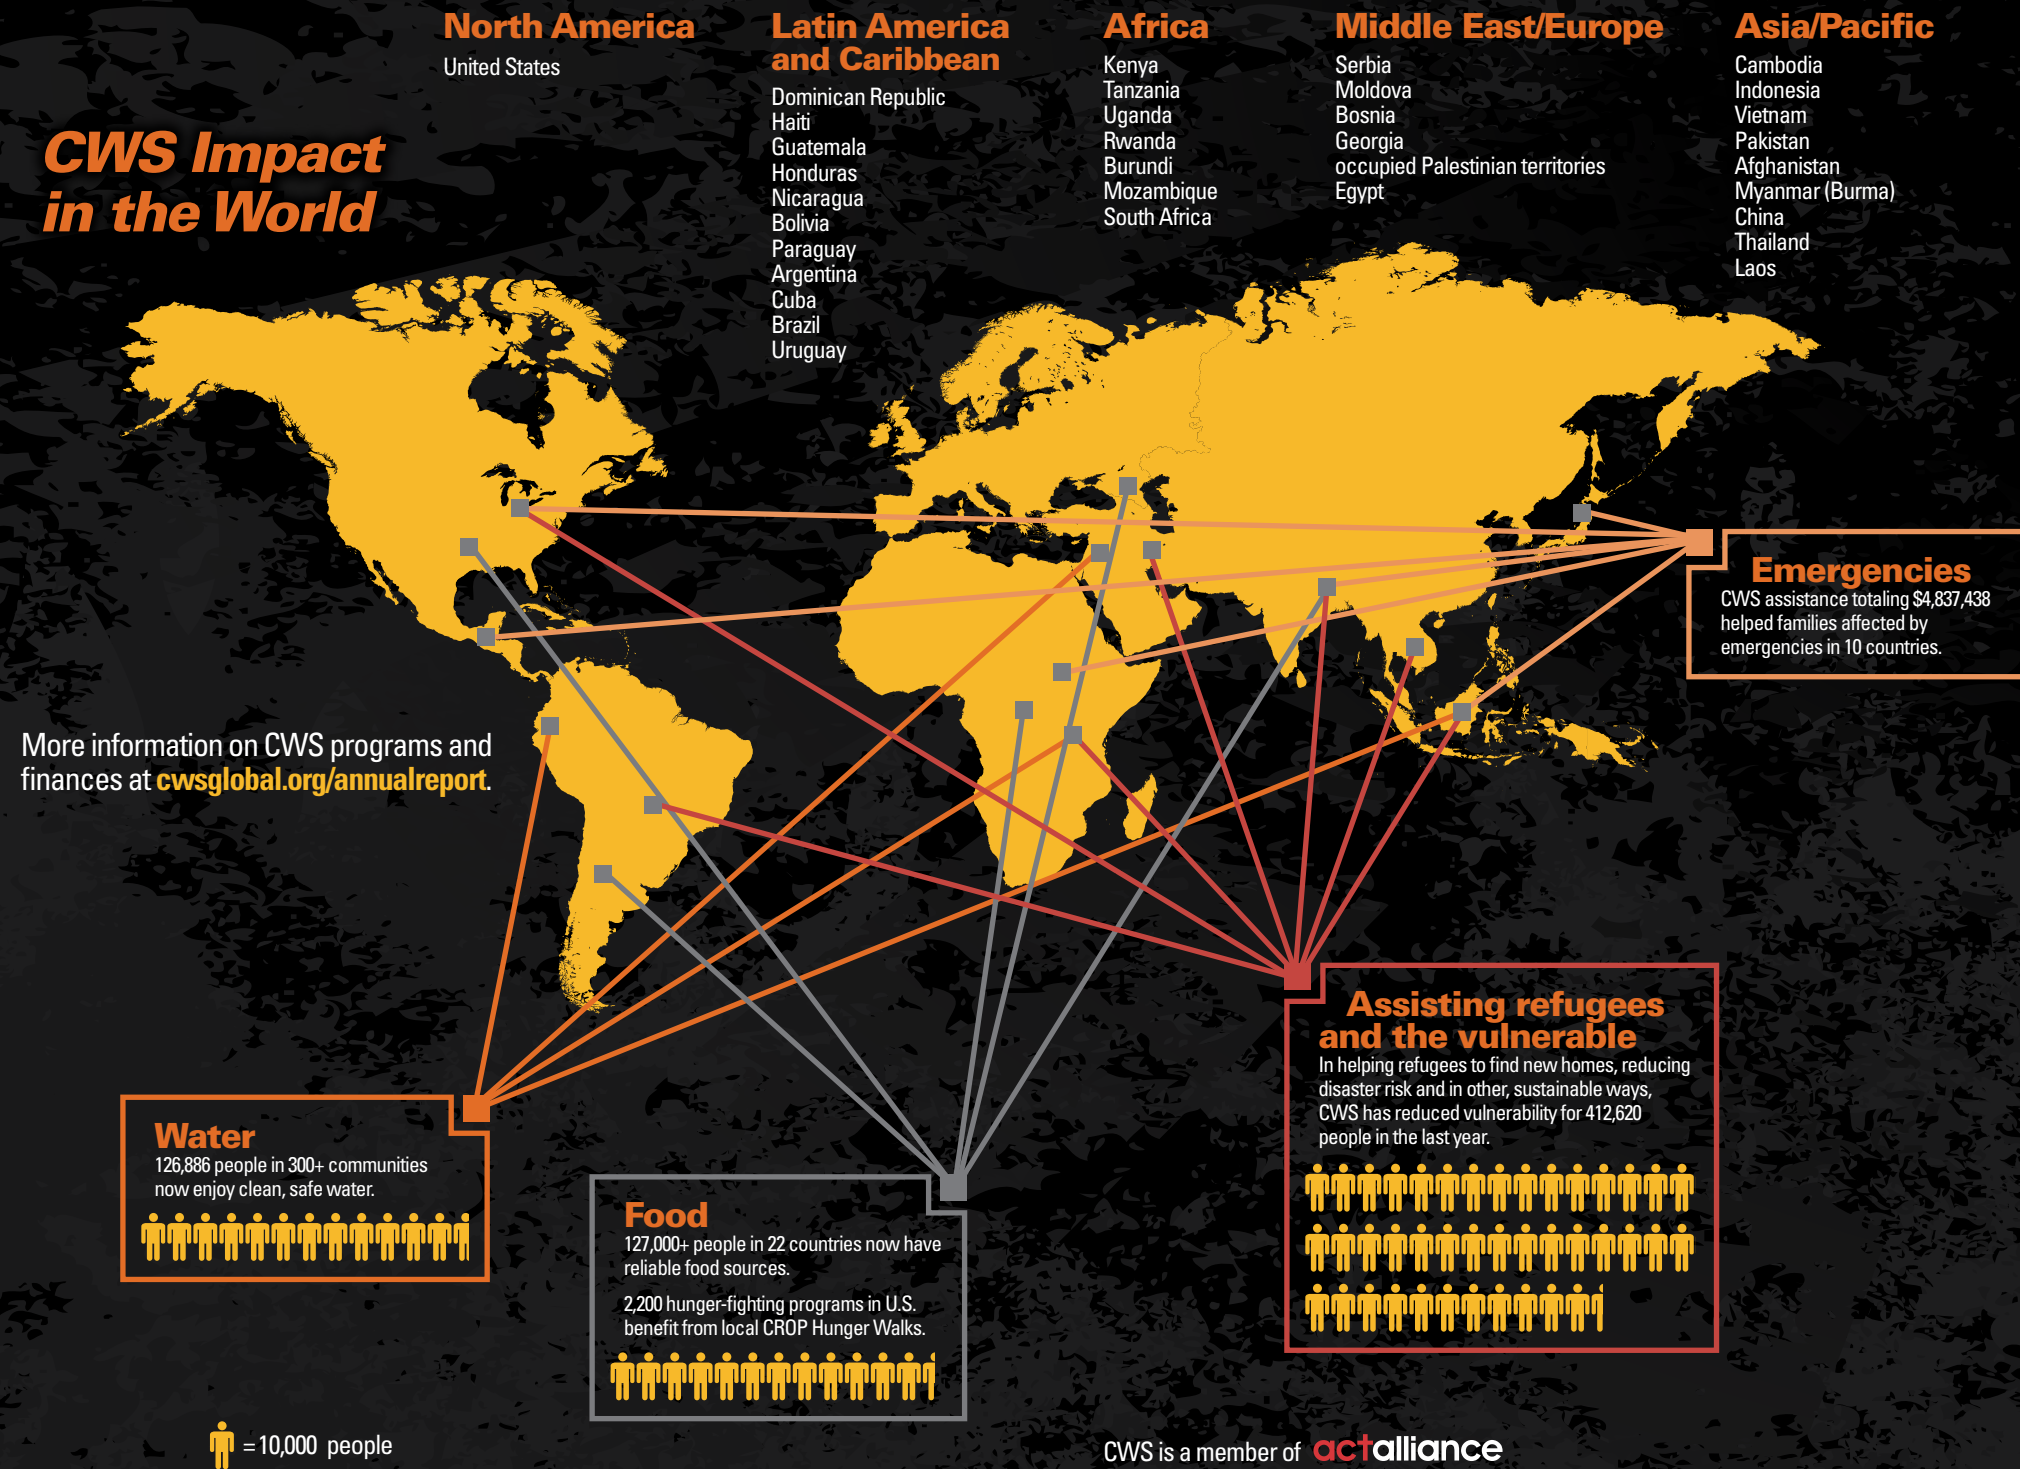 CWS Impact
in the World
North America
United States
Latin America
and Caribbean
Dominican Republic
Haiti
Guatemala
Honduras
Nicaragua
Bolivia
Paraguay
Argentina
Cuba
Brazil
Uruguay
Africa
Kenya
Tanzania
Uganda
Rwanda
Burundi
Mozambique
South Africa
Middle East/Europe
Serbia
Moldova
Bosnia
Georgia
occupied Palestinian territories
Egypt
Asia/Pacific
Cambodia
Indonesia
Vietnam
Pakistan
Afghanistan
Myanmar (Burma)
China
Thailand
Laos
Emergencies
CWS assistance totaling $4,837,438
helped families affected by
emergencies in 10 countries.
More information on CWS programs and
finances at cwsglobal.org/annualreport.
Assisting refugees
and the vulnerable
In helping refugees to find new homes, reducing
disaster risk and in other, sustainable ways,
CWS has reduced vulnerability for 412,620
people in the last year.
Water
126,886 people in 300+ communities
now enjoy clean, safe water.
Food
127,000+ people in 22 countries now have
reliable food sources.
2,200 hunger-fighting programs in U.S.
benefit from local CROP Hunger Walks.
=10,000 people
CWS is a member of actalliance